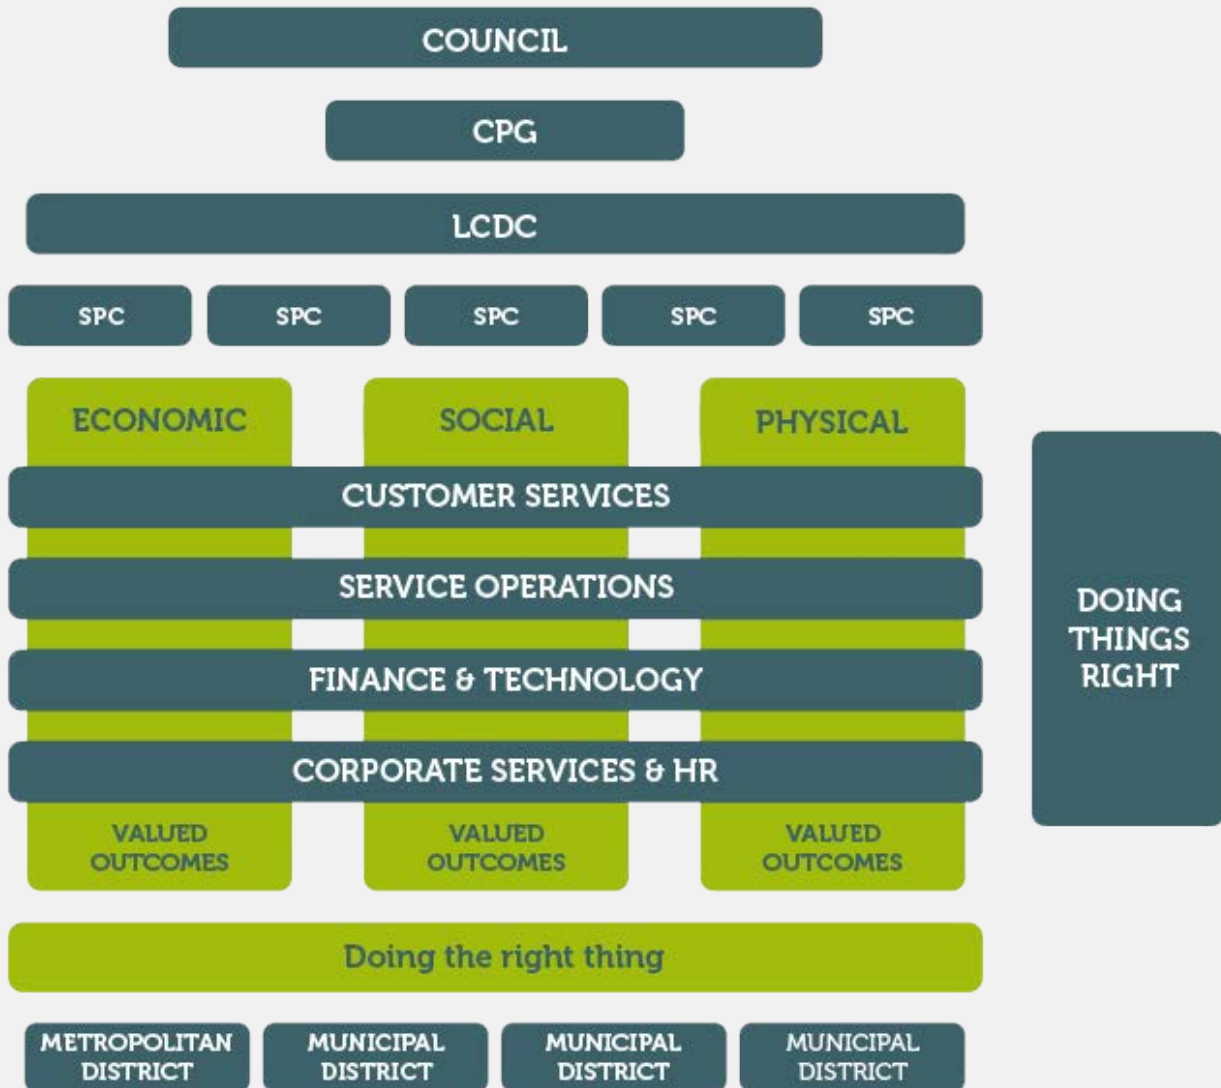 COUNCIL
CPG
LCDC
SPC SPC SPC SPC SPC
ECONOMIC SOCIAL PHYSICAL
CUSTOMER SERVICES
SERVICE OPERATIONS
FINANCE & TECHNOLOGY
CORPORATE SERVICES & HR
VALUED
OUTCOMES
VALUED
OUTCOMES
VALUED
OUTCOMES
DOING
THINGS
RIGHT
Doing the right thing
METROPOLITAN
DISTRICT
MUNICIPAL
DISTRICT
MUNICIPAL
DISTRICT
MUNICIPAL
DISTRICT